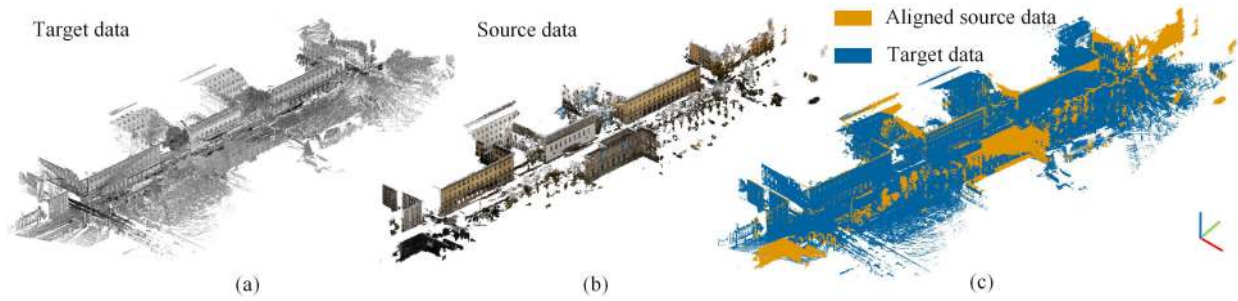 Target data
Source data
Aligned source data
Target data
(a)
(b)
(c)